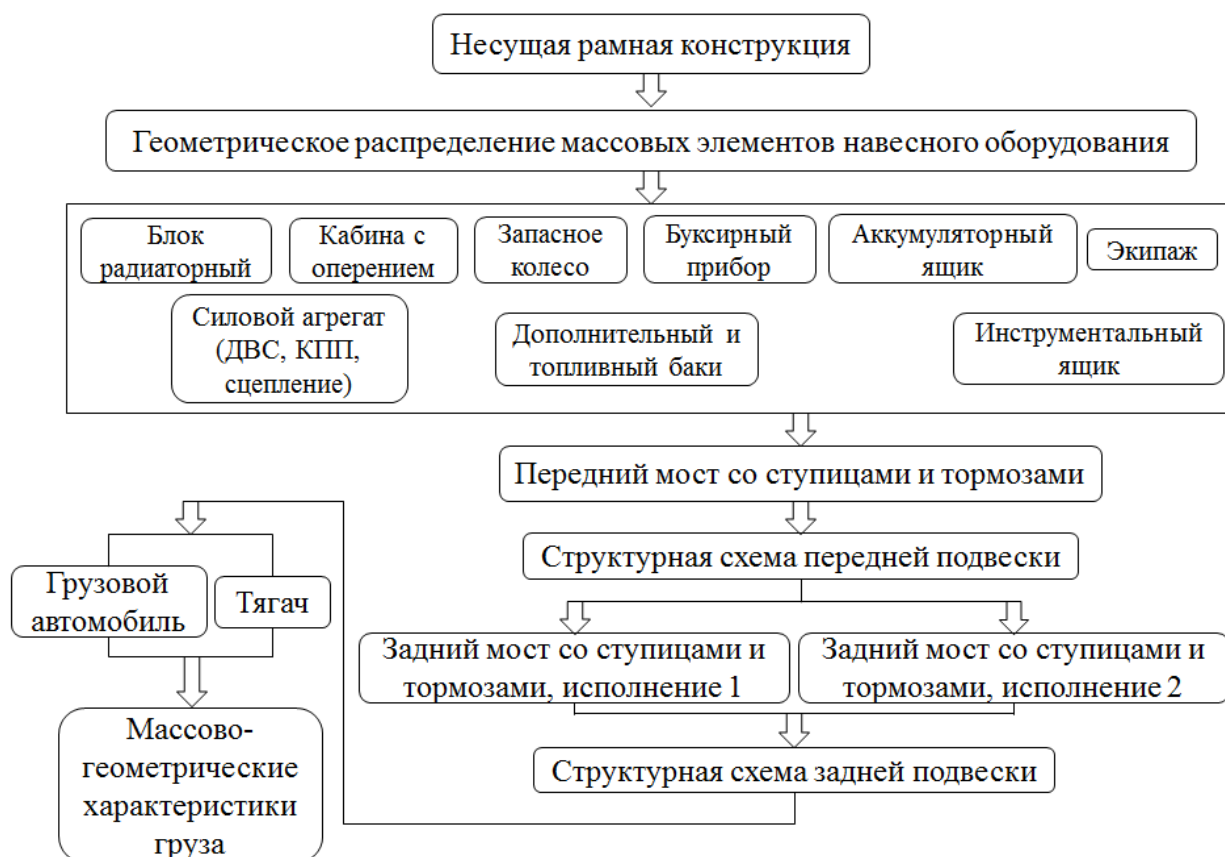 Несущая рамная конструкция
Геометрическое распределение массовых элементов навесного оборудования
Блок
радиаторный
Кабина с
оперением
Запасное
колесо
Буксирный
прибор
Аккумуляторный
ящик
Экипаж
Силовой агрегат
(ДВС, КПП,
сцепление)
Дополнительный и
топливный баки
Инструментальный
ящик
Передний мост со ступицами и тормозами
Структурная схема передней подвески
Задний мост со ступицами и
тормозами, исполнение 1
Задний мост со ступицами и
тормозами, исполнение 2
Структурная схема задней подвески
Грузовой
автомобиль
Тягач
Массово-
геометрические
характеристики
груза